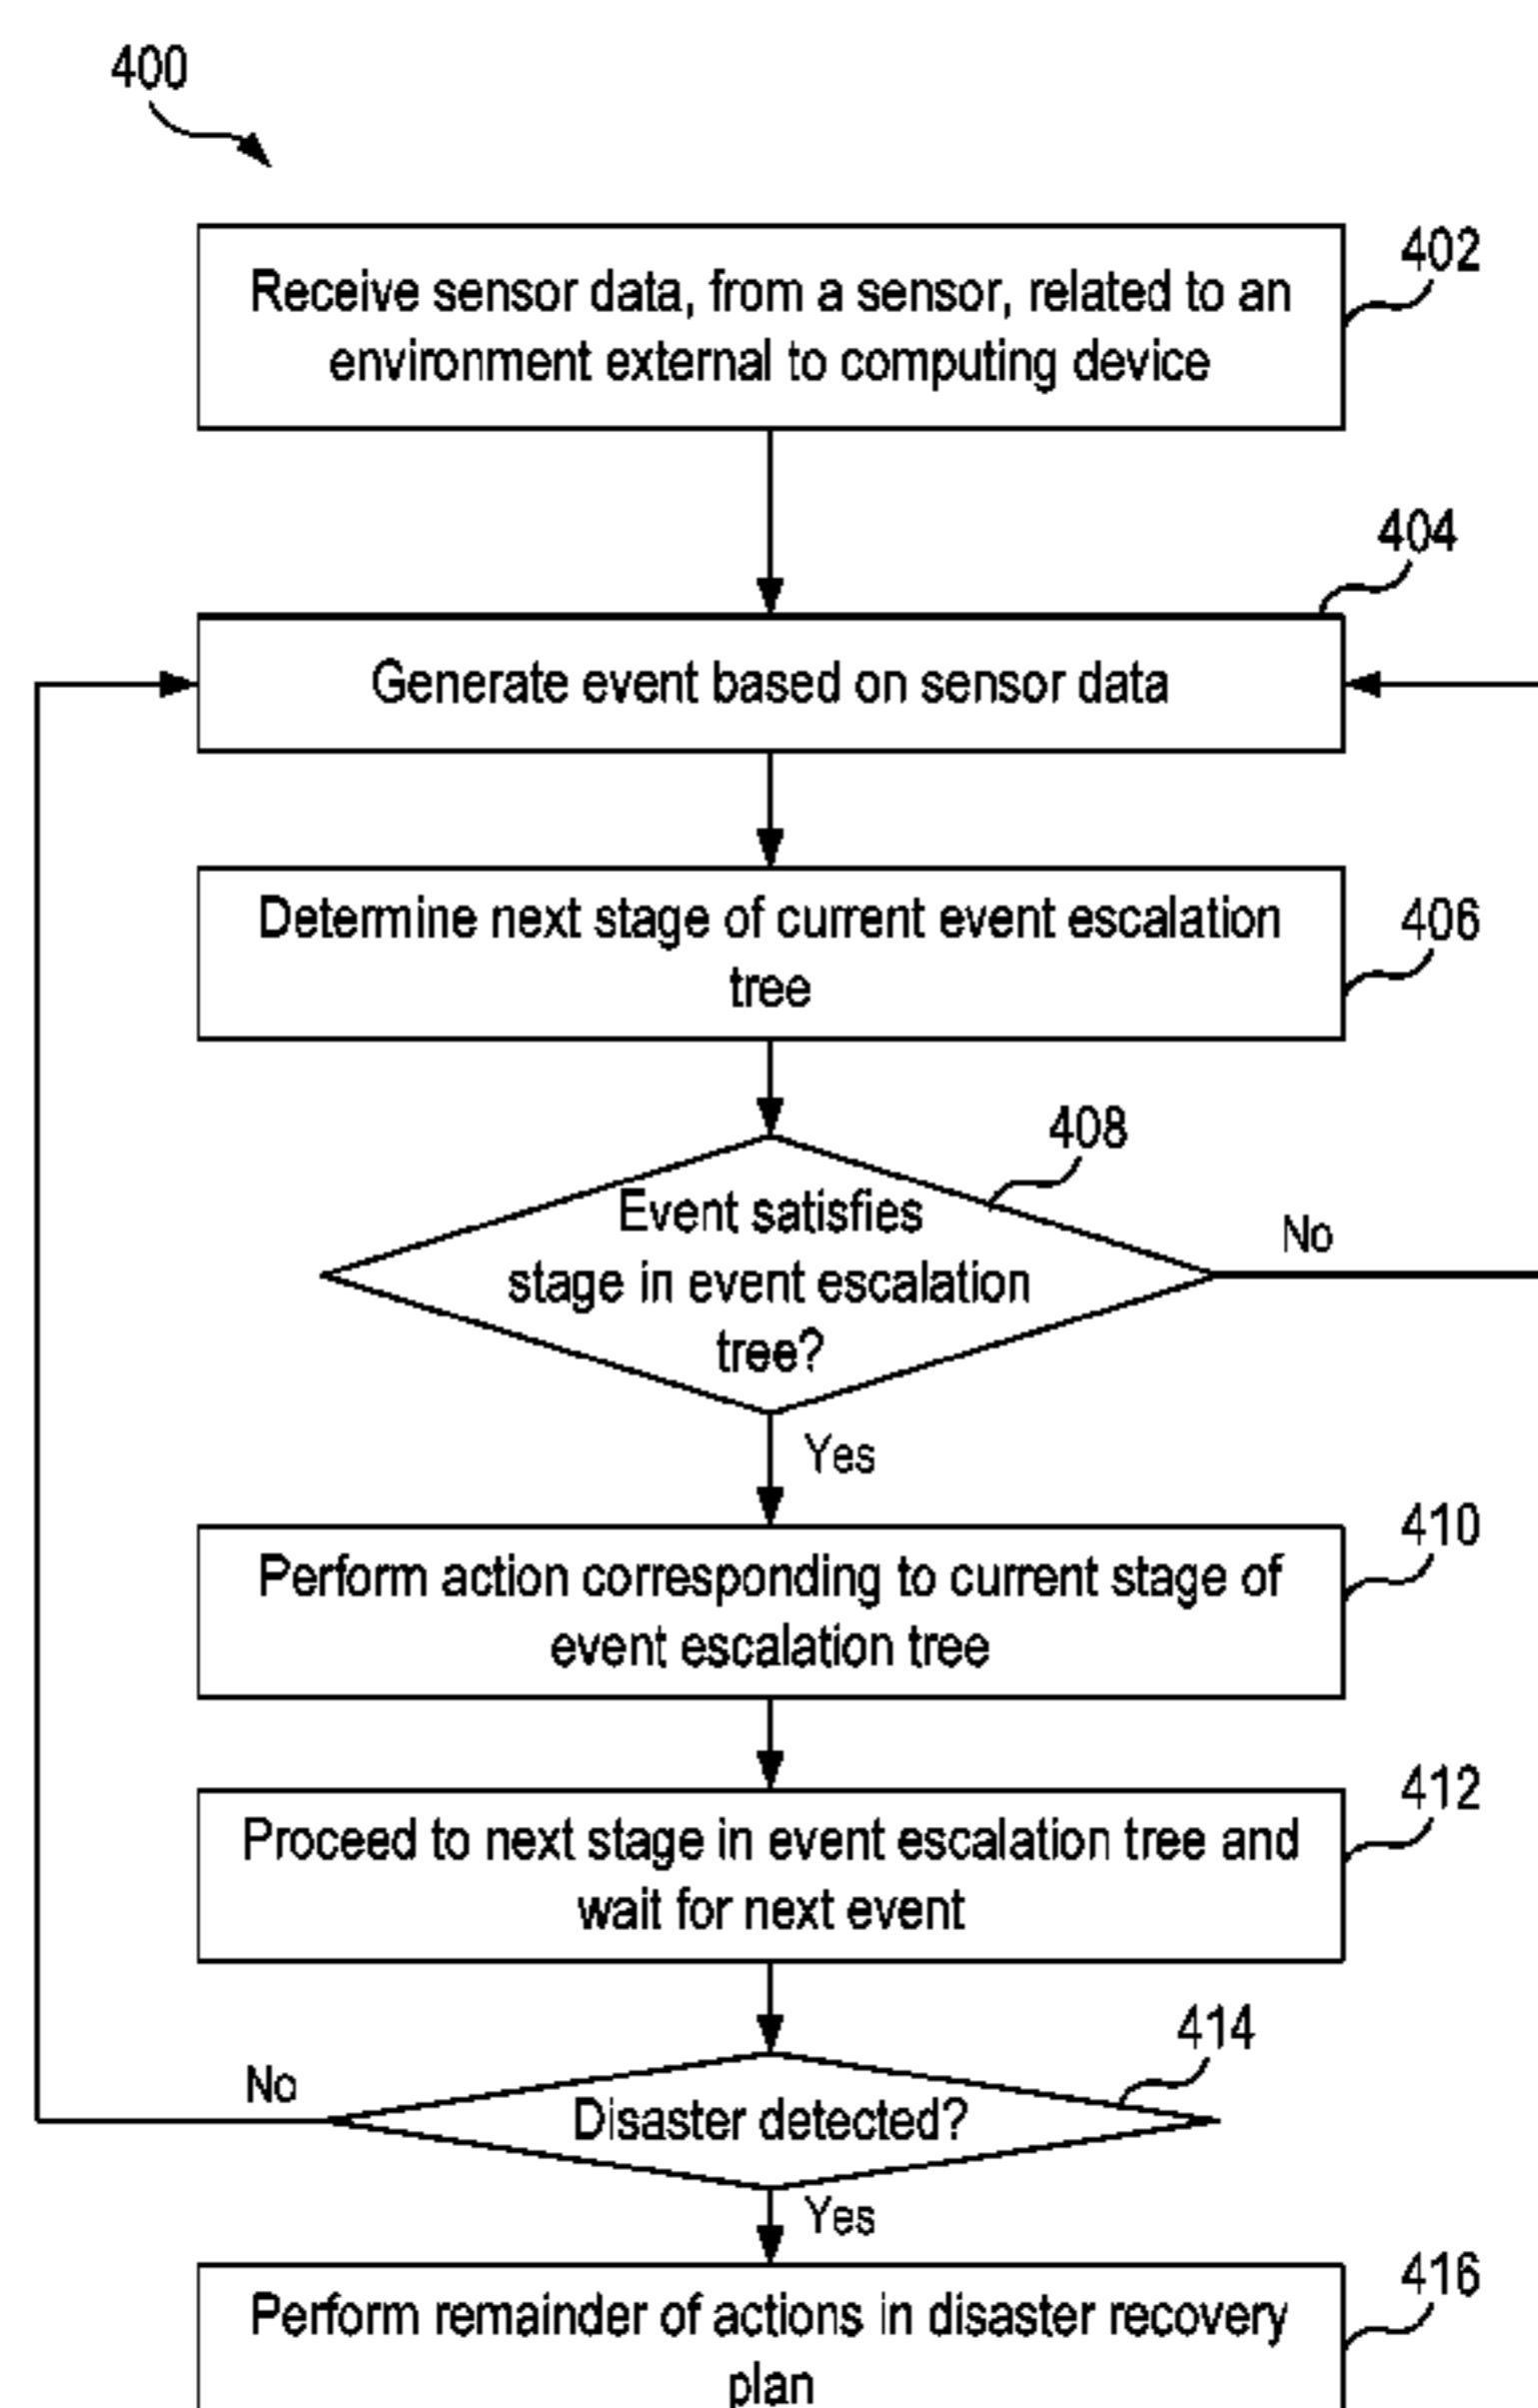 400
Receive sensor data, from a sensor, related to an
environment external to computing device
402
404
Generate event based on sensor data
Determine next stage of current event escalation
tree
406
408
Event satisfies
stage in event escalation
tree?
No
Yes
410
Perform action corresponding to current stage of
event escalation tree
412
Proceed to next stage in event escalation tree and
wait for next event
414
No
Disaster detected?
Yes
416
Perform remainder of actions in disaster recovery
plan